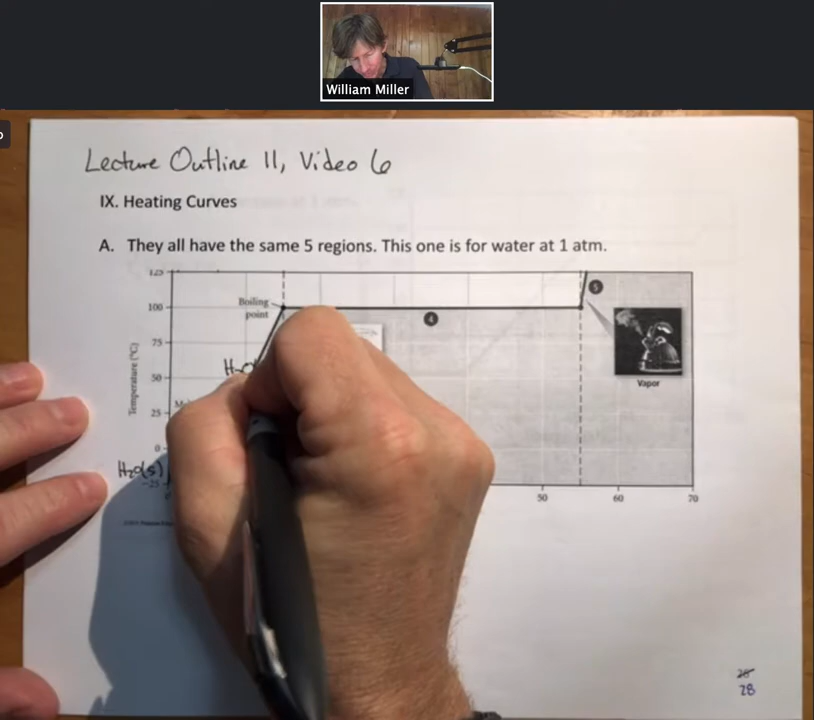 William Miller
Lecture Outline 11, Video 6
IX. Heating Curves
A. They all have the same 5 regions. This one is for water at 1 atm.
125
Boiling
point
100
5
4
75
Temperature (°C)
50
25
0
-25
H₂O
H₂O(s)
Vapor
50
60
70
28
28